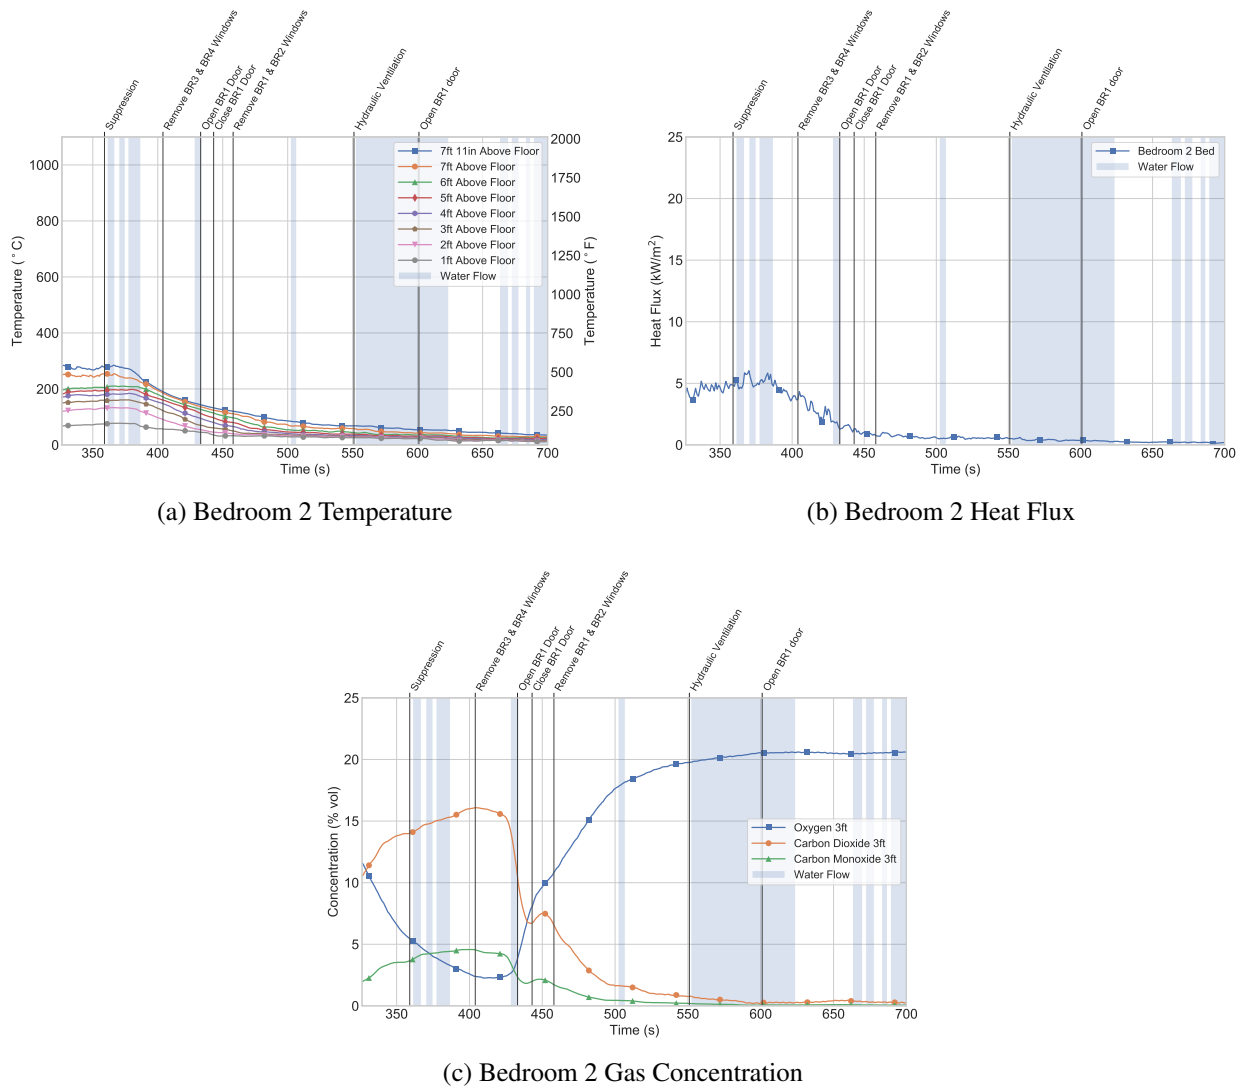 Suppression
Remove BR3 & BR4 Windows
Open BR1 Door
Close BR1 Door
Remove BR1 & BR2 Windows
Hydraulic Ventilation
Open BR1 door
1000
800
600
400
200
0
Temperature (°C)
2000
1750
1500
1250
1000
750
500
250
Temperature (°F)
7ft 11in Above Floor
7ft Above Floor
6ft Above Floor
5ft Above Floor
4ft Above Floor
3ft Above Floor
2ft Above Floor
1ft Above Floor
Water Flow
350 400 450 500 550 600 650 700
Time (s)
(a) Bedroom 2 Temperature
Suppression
Remove BR3 & BR4 Windows
Open BR1 Door
Close BR1 Door
Remove BR1 & BR2 Windows
Hydraulic Ventilation
Open BR1 door
25
20
15
10
5
0
Heat Flux (kW/m²)
Bedroom 2 Bed
Water Flow
350 400 450 500 550 600 650 700
Time (s)
(b) Bedroom 2 Heat Flux
Suppression
Remove BR3 & BR4 Windows
Open BR1 Door
Close BR1 Door
Remove BR1 & BR2 Windows
Hydraulic Ventilation
Open BR1 door
25
20
15
10
5
0
Concentration (% vol)
Oxygen 3ft
Carbon Dioxide 3ft
Carbon Monoxide 3ft
Water Flow
350 400 450 500 550 600 650 700
Time (s)
(c) Bedroom 2 Gas Concentration